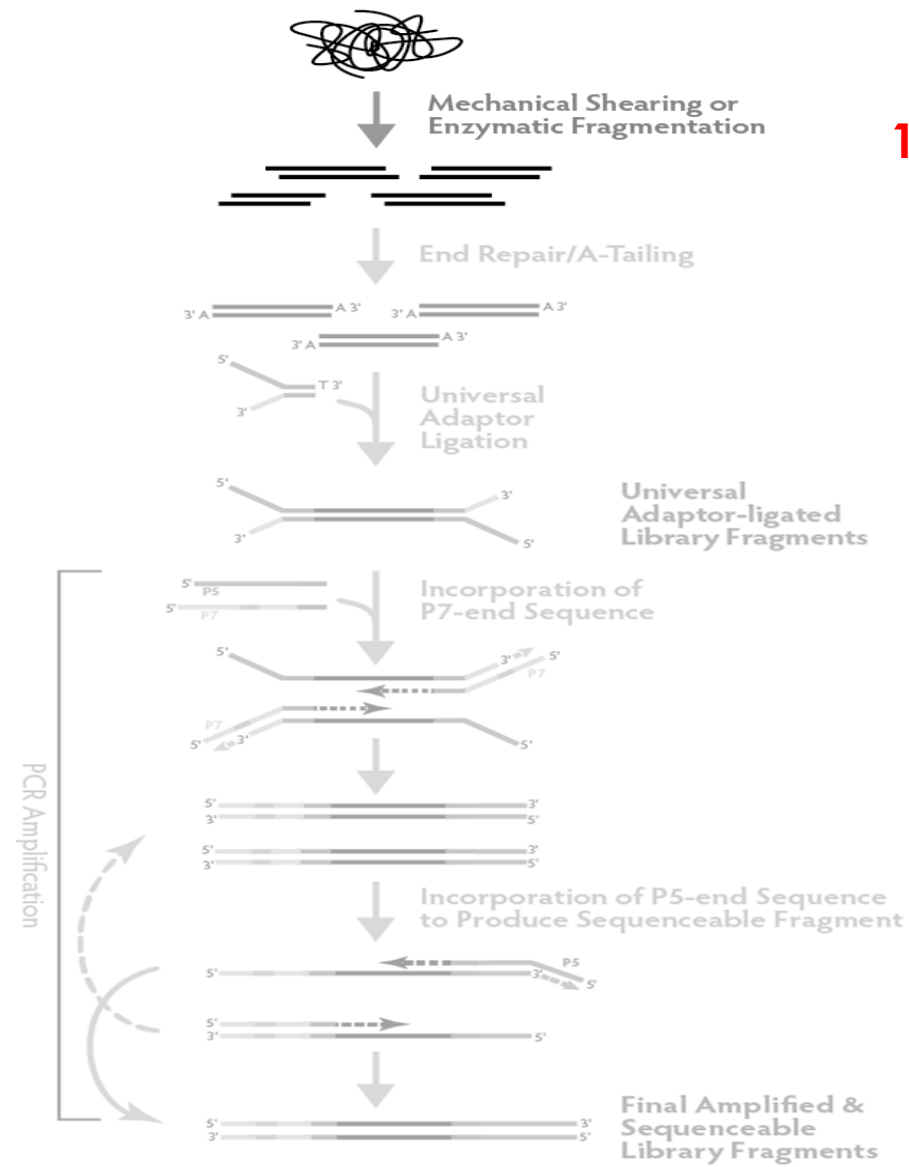 Mechanical Shearing or
Enzymatic Fragmentation
1
End Repair/A-Tailing
3' A
A 3'
3' A
A 3'
3' A
A 3'
5'
T 3'
3'
Universal
Adaptor
Ligation
5'
3'
3'
5'
Universal
Adaptor-ligated
Library Fragments
PCR Amplification
5'
P5
5'
P7
Incorporation of
P7-end Sequence
5'
3'
5'
P7
P7
5'
3'
5'
5'
3'
3'
5'
5'
3'
3'
5'
Incorporation of P5-end Sequence
to Produce Sequenceable Fragment
P5
5'
3'
5'
5'
3'
5'
Final Amplified &
Sequenceable
Library Fragments
5'
3'
3'
5'